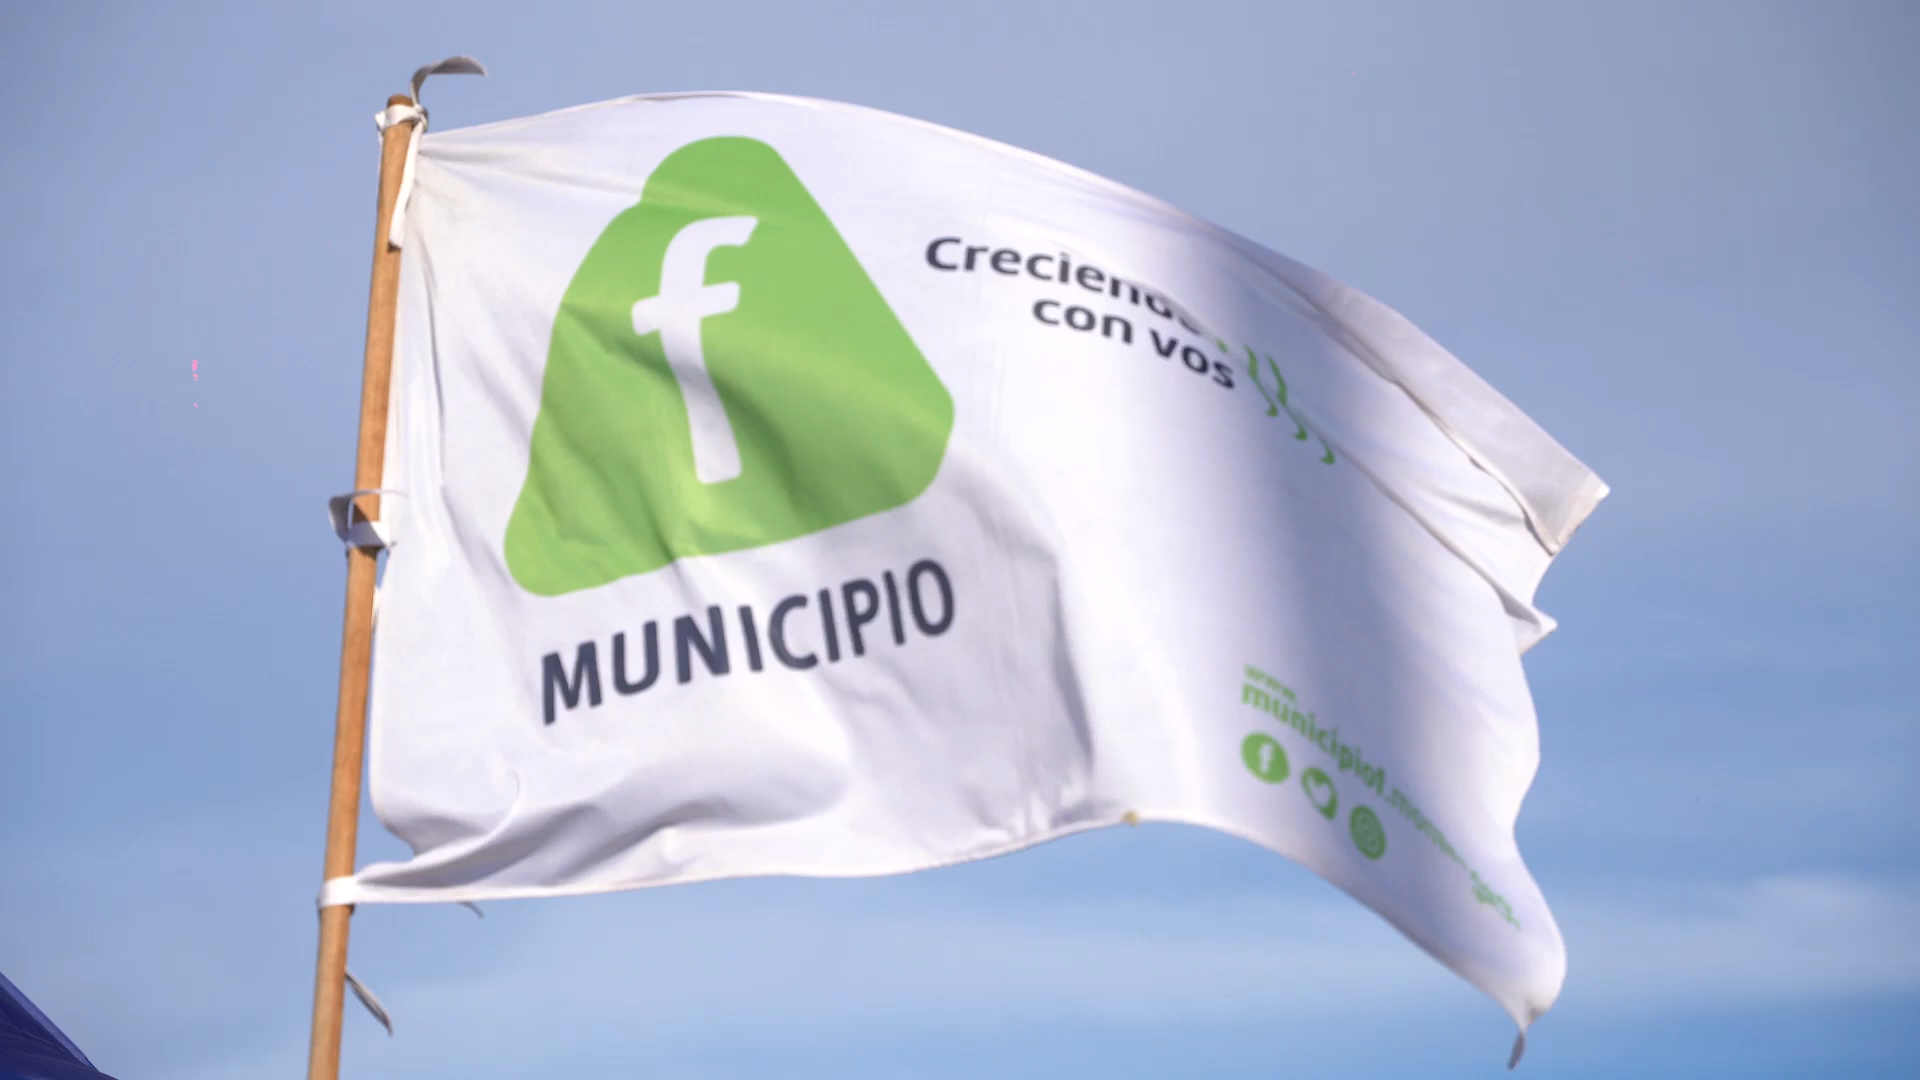 f
MUNICIPIO
Creciendo
con vos
www.
municipiof.
f